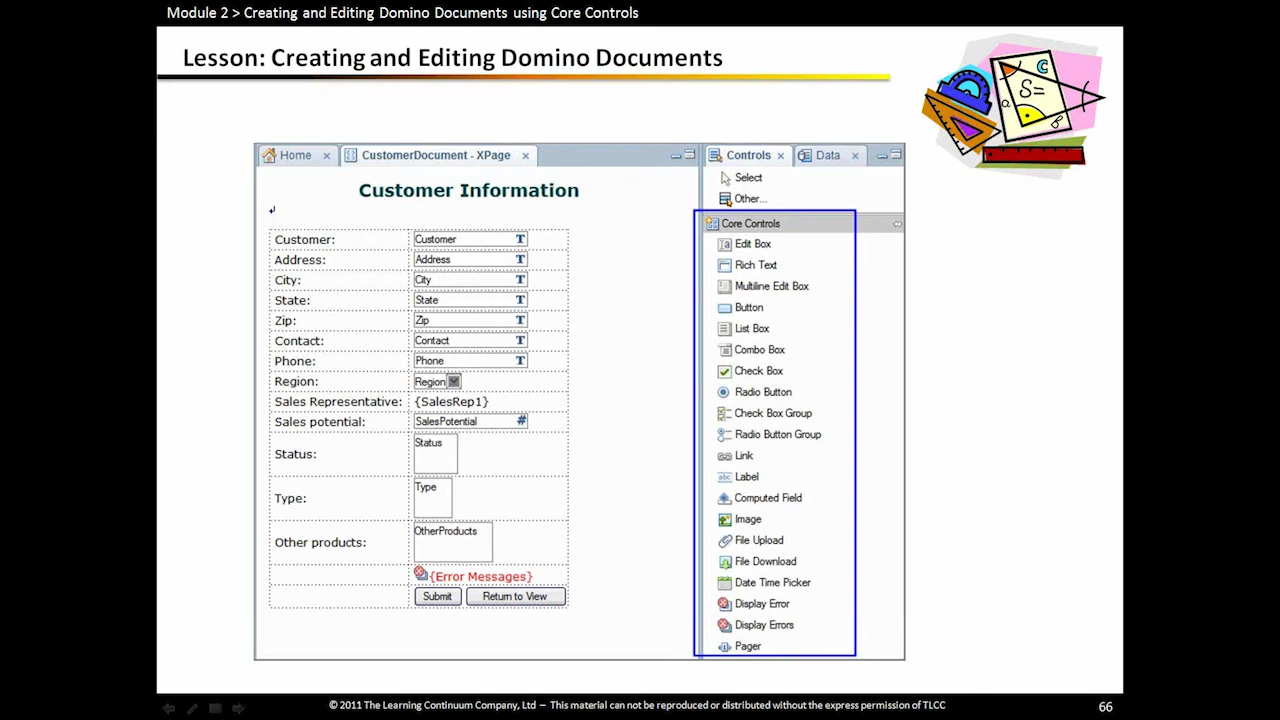 Module 2 > Creating and Editing Domino Documents using Core Controls
Lesson: Creating and Editing Domino Documents
C
S=
a
b
Home
CustomerDocument - XPage
Controls
Data
Customer Information
Select
Other...
Core Controls
Customer: Customer T
Address: Address T
City: City T
State: State T
Zip: Zip T
Contact: Contact T
Phone: Phone T
Region: Region
Sales Representative: {SalesRep1}
Sales potential: SalesPotential #
Status: Status
Type: Type
Other products: OtherProducts
{Error Messages}
Submit Return to View
Edit Box
Rich Text
Multiline Edit Box
Button
List Box
Combo Box
Check Box
Radio Button
Check Box Group
Radio Button Group
Link
abc Label
Computed Field
Image
File Upload
File Download
Date Time Picker
Display Error
Display Errors
Pager
© 2011 The Learning Continuum Company, Ltd – This material can not be reproduced or distributed without the express permission of TLCC
66